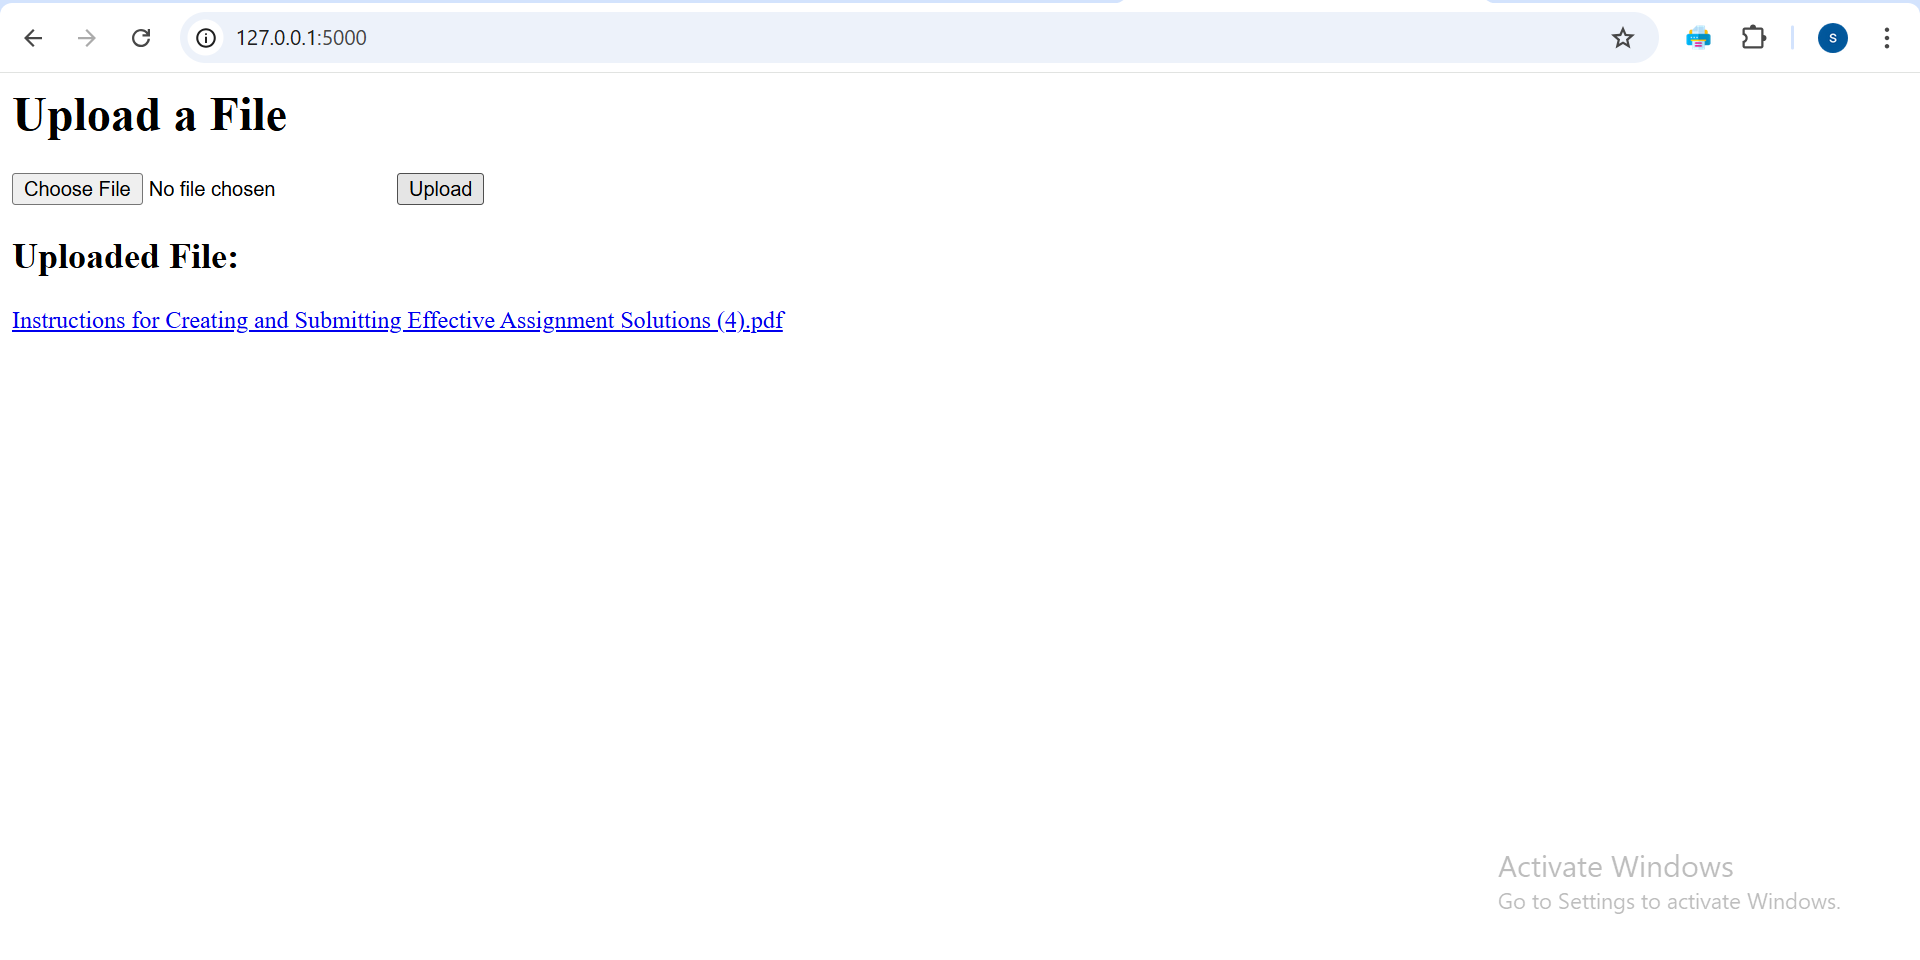 127.0.0.1:5000
s
Upload a File
Choose File No file chosen Upload
Uploaded File:
Instructions for Creating and Submitting Effective Assignment Solutions (4).pdf
Activate Windows
Go to Settings to activate Windows.